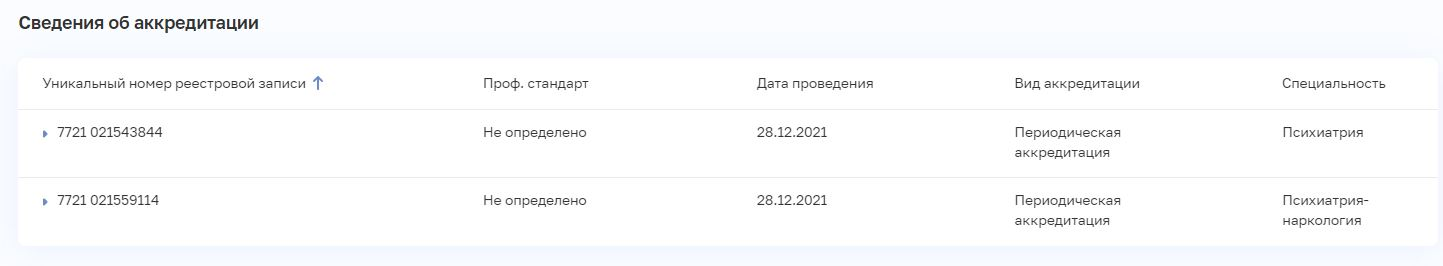 Сведения об аккредитации
Уникальный номер реестровой записи Проф. стандарт Дата проведения Вид аккредитации Специальность
7721 021543844 Не определено 28.12.2021 Периодическая Психиатрия
аккредитация
7721 021559114 Не определено 28.12.2021 Периодическая Психиатрия-
аккредитация наркология